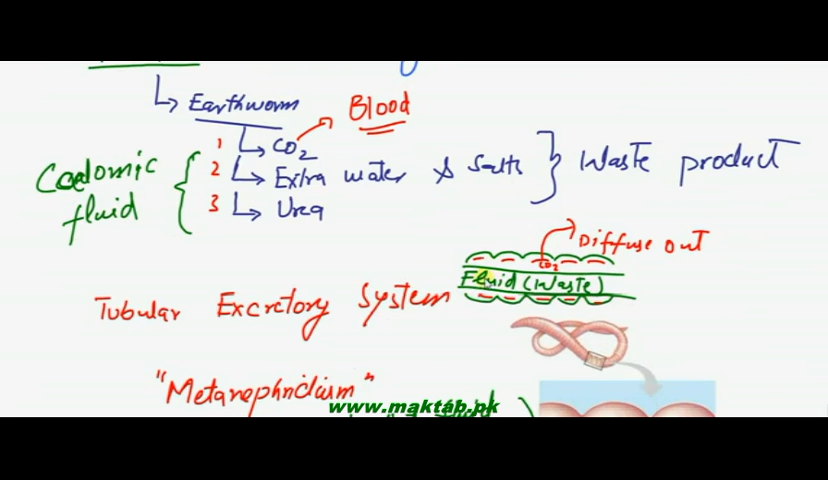 Earthworm
Blood
1 CO2
2 Extra water & Salts
3 Urea
Coelomic
fluid
Waste product
Diffuse out
CO2
Fluid (Waste)
Tubular Excretory System
"Metanephridium"
www.maktab.pk